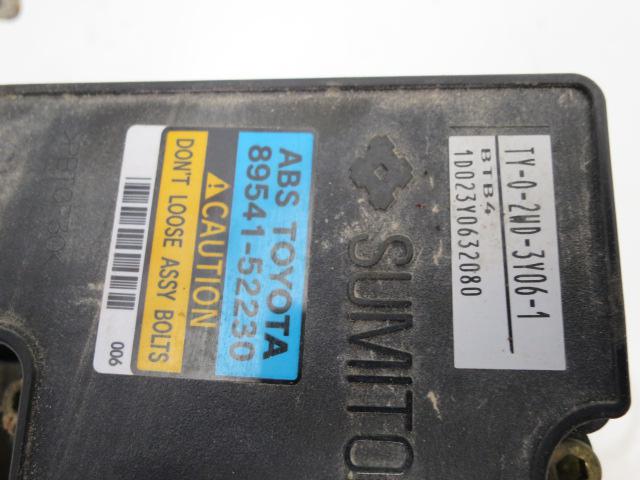 ABS TOYOTA
89541-52230
⚠CAUTION
DON'T LOOSE ASSY BOLTS
006
SUMITO
TY-0-2WD-3Y06-1
BTB4
1D023Y0632080